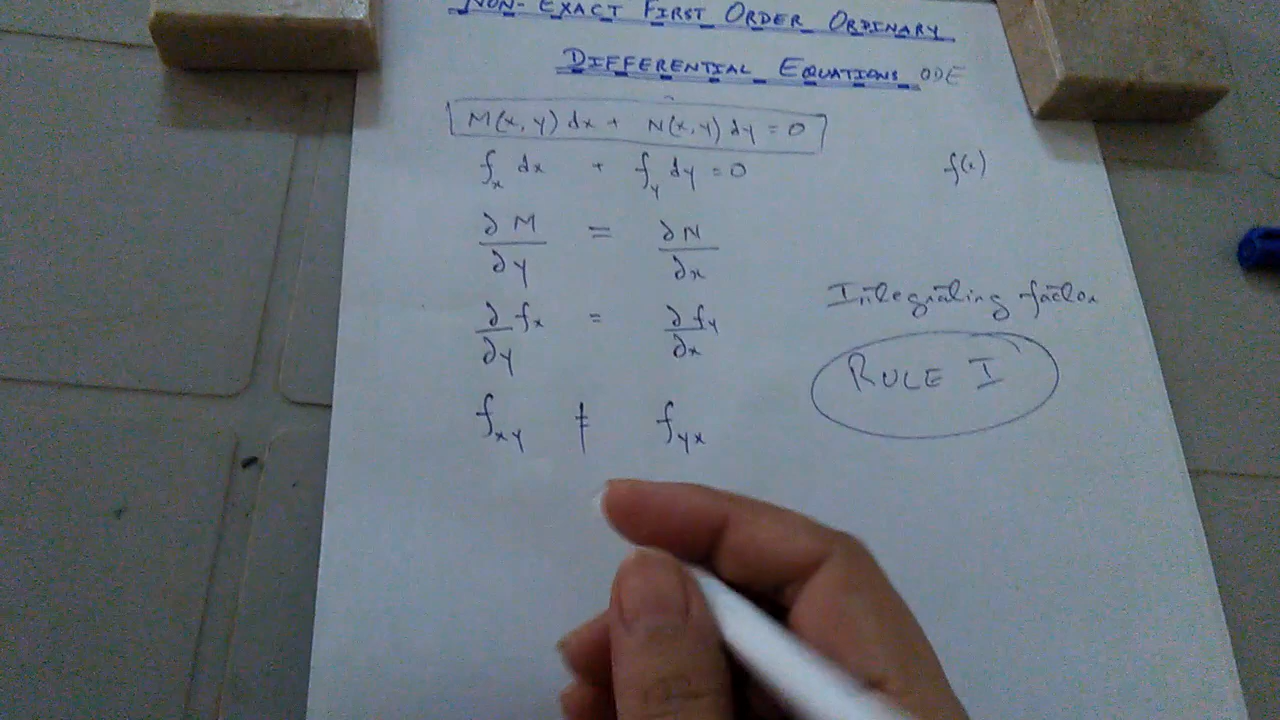 NON-EXACT FIRST ORDER ORDINARY
DIFFERENTIAL EQUATIONS ODE
M(x, y) dx + N(x, y) dy = 0
f_x dx + f_y dy = 0
f(x)
∂M/∂y = ∂N/∂x
Integrating factor
∂/∂y f_x = ∂f_y/∂x
RULE I
f_xy ≠ f_yx